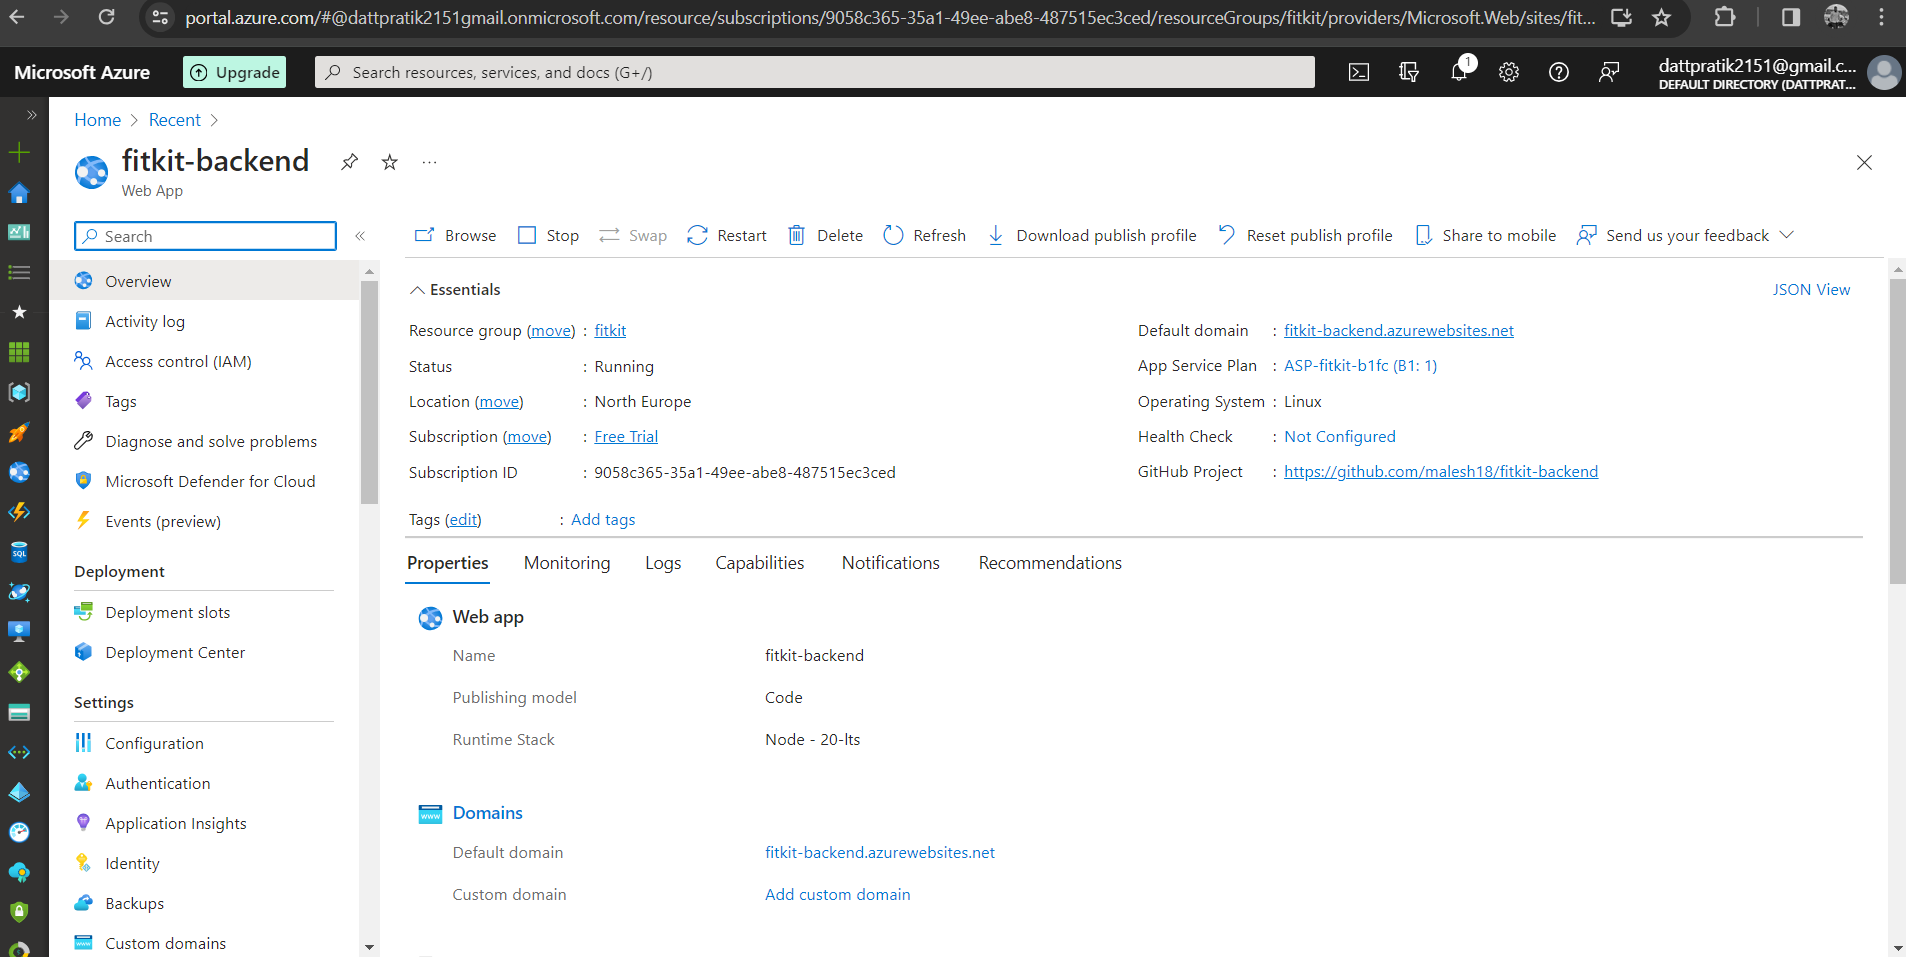 portal.azure.com/#@dattpratik2151gmail.onmicrosoft.com/resource/subscriptions/9058c365-35a1-49ee-abe8-487515ec3ced/resourceGroups/fitkit/providers/Microsoft.Web/sites/fit...
Microsoft Azure
Upgrade
Search resources, services, and docs (G+/)
1
dattpratik2151@gmail.c...
DEFAULT DIRECTORY (DATTPRAT...
Home > Recent >
fitkit-backend
...
Web App
Search
«
Browse
Stop
Swap
Restart
Delete
Refresh
Download publish profile
Reset publish profile
Share to mobile
Send us your feedback
Overview
Activity log
Access control (IAM)
Tags
Diagnose and solve problems
Microsoft Defender for Cloud
Events (preview)
Deployment
Deployment slots
Deployment Center
Settings
Configuration
Authentication
Application Insights
Identity
Backups
Custom domains
Essentials
JSON View
Resource group (move) : fitkit
Status : Running
Location (move) : North Europe
Subscription (move) : Free Trial
Subscription ID : 9058c365-35a1-49ee-abe8-487515ec3ced
Default domain : fitkit-backend.azurewebsites.net
App Service Plan : ASP-fitkit-b1fc (B1: 1)
Operating System : Linux
Health Check : Not Configured
GitHub Project : https://github.com/malesh18/fitkit-backend
Tags (edit) : Add tags
Properties
Monitoring
Logs
Capabilities
Notifications
Recommendations
Web app
Name fitkit-backend
Publishing model Code
Runtime Stack Node - 20-lts
www
Domains
Default domain fitkit-backend.azurewebsites.net
Custom domain Add custom domain